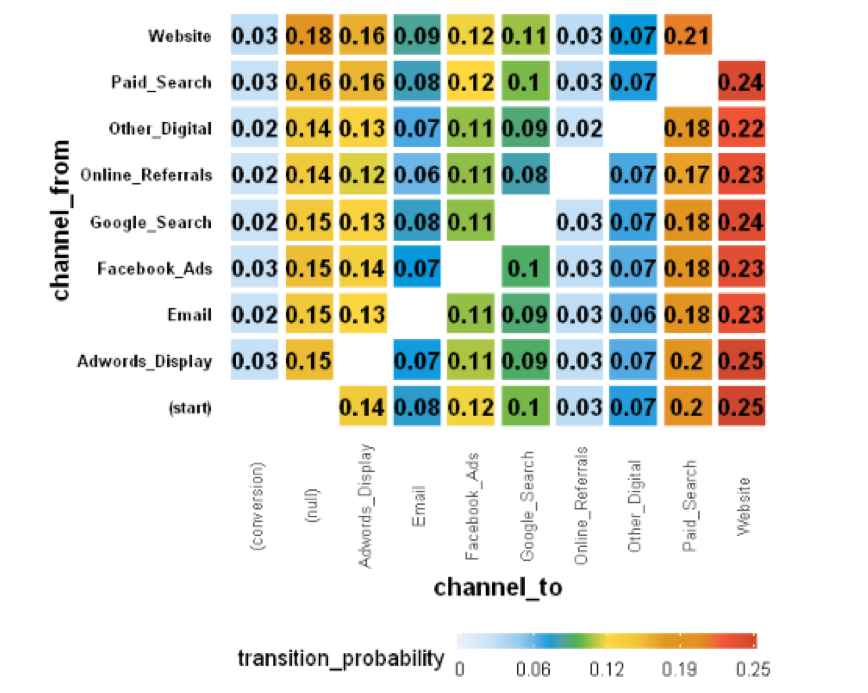 channel_from
Website 0.03 0.18 0.16 0.09 0.12 0.11 0.03 0.07 0.21
Paid_Search 0.03 0.16 0.16 0.08 0.12 0.1 0.03 0.07 0.24
Other_Digital 0.02 0.14 0.13 0.07 0.11 0.09 0.02 0.18 0.22
Online_Referrals 0.02 0.14 0.12 0.06 0.11 0.08 0.07 0.17 0.23
Google_Search 0.02 0.15 0.13 0.08 0.11 0.03 0.07 0.18 0.24
Facebook_Ads 0.03 0.15 0.14 0.07 0.1 0.03 0.07 0.18 0.23
Email 0.02 0.15 0.13 0.11 0.09 0.03 0.06 0.18 0.23
Adwords_Display 0.03 0.15 0.07 0.11 0.09 0.03 0.07 0.2 0.25
(start) 0.14 0.08 0.12 0.1 0.03 0.07 0.2 0.25
(conversion)
(null)
Adwords_Display
Email
Facebook_Ads
Google_Search
Online_Referrals
Other_Digital
Paid_Search
Website
channel_to
transition_probability
0 0.06 0.12 0.19 0.25